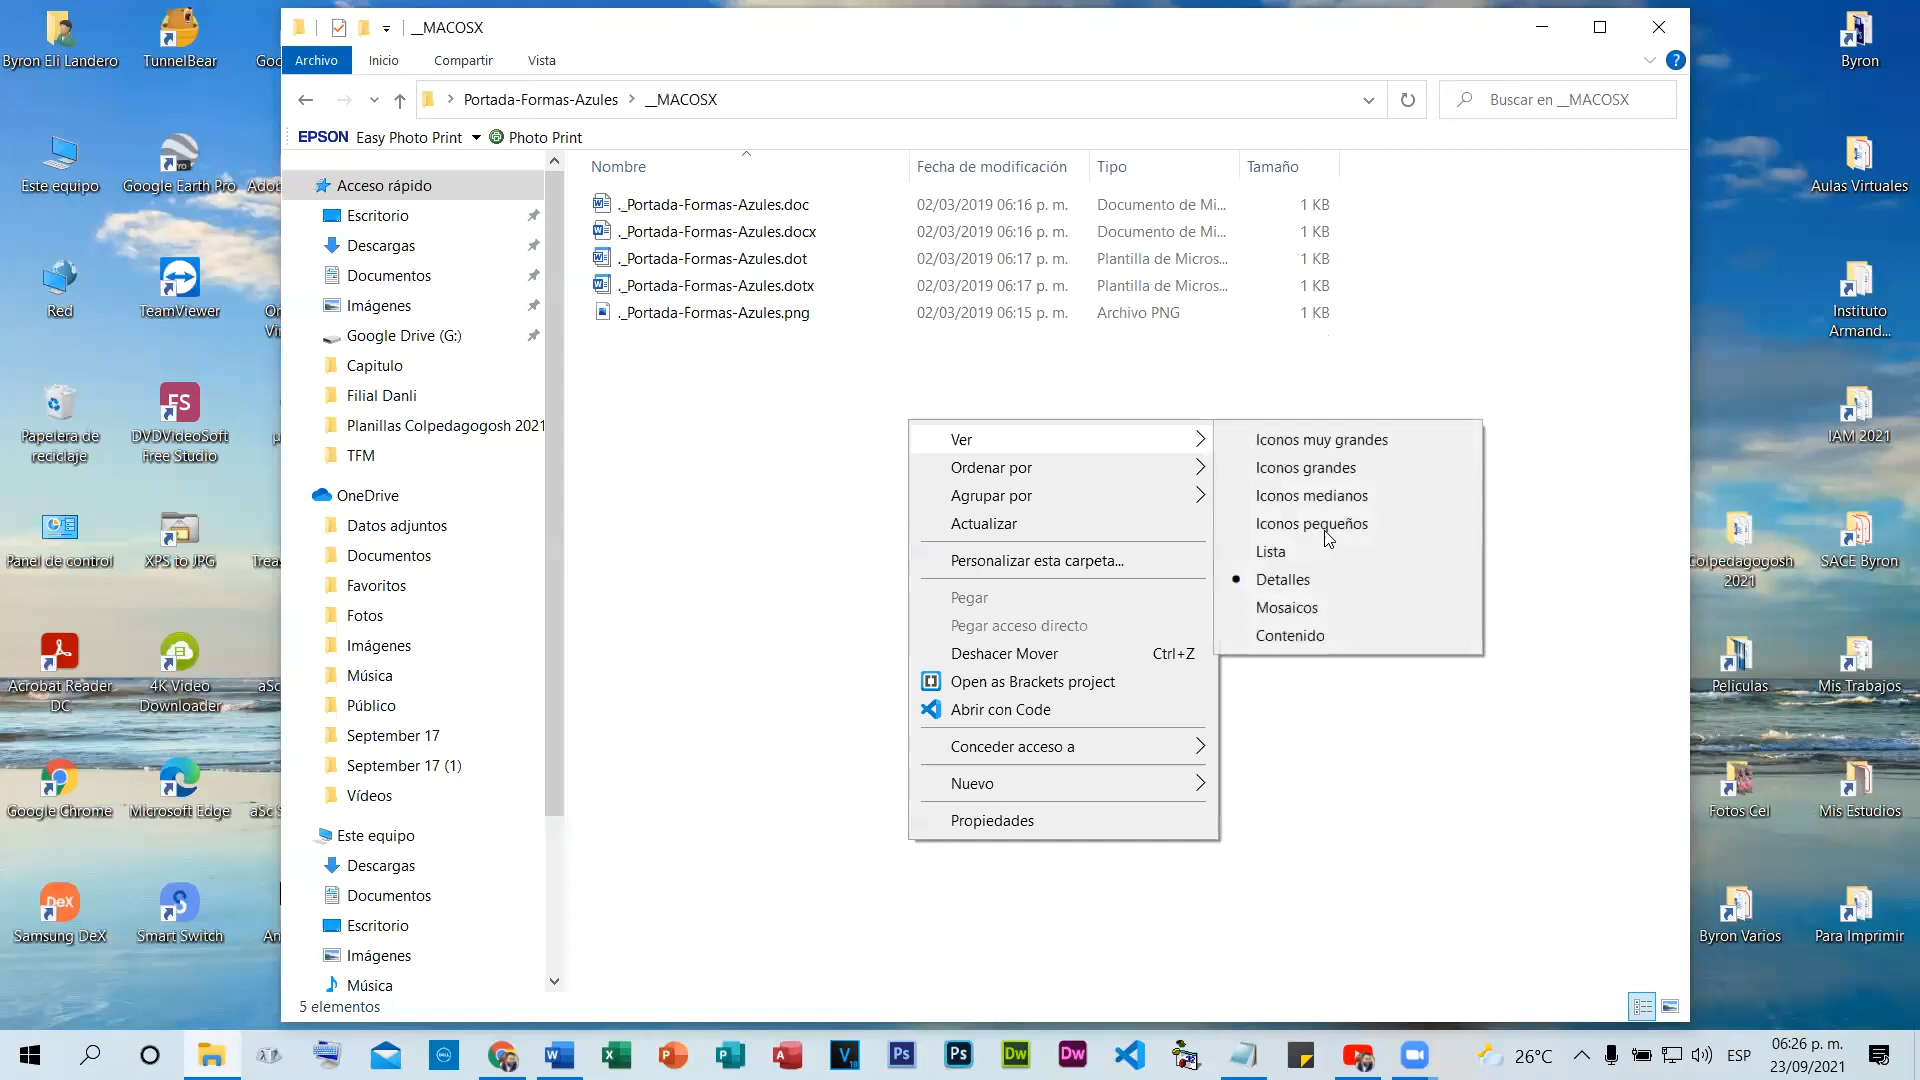 __MACOSX
Archivo
Inicio
Compartir
Vista
Portada-Formas-Azules
__MACOSX
Buscar en __MACOSX
EPSON Easy Photo Print
Photo Print
Nombre
Fecha de modificación
Tipo
Tamaño
._Portada-Formas-Azules.doc 02/03/2019 06:16 p. m. Documento de Mi... 1 KB
._Portada-Formas-Azules.docx 02/03/2019 06:16 p. m. Documento de Mi... 1 KB
._Portada-Formas-Azules.dot 02/03/2019 06:17 p. m. Plantilla de Micros... 1 KB
._Portada-Formas-Azules.dotx 02/03/2019 06:17 p. m. Plantilla de Micros... 1 KB
._Portada-Formas-Azules.png 02/03/2019 06:15 p. m. Archivo PNG 1 KB
Acceso rápido
Escritorio
Descargas
Documentos
Imágenes
Google Drive (G:)
Capitulo
Filial Danli
Planillas Colpedagogosh 2021
TFM
OneDrive
Datos adjuntos
Documentos
Favoritos
Fotos
Imágenes
Música
Público
September 17
September 17 (1)
Vídeos
Este equipo
Descargas
Documentos
Escritorio
Imágenes
Música
5 elementos
Ver
Ordenar por
Agrupar por
Actualizar
Personalizar esta carpeta...
Pegar
Pegar acceso directo
Deshacer Mover Ctrl+Z
Open as Brackets project
Abrir con Code
Conceder acceso a
Nuevo
Propiedades
Iconos muy grandes
Iconos grandes
Iconos medianos
Iconos pequeños
Lista
Detalles
Mosaicos
Contenido
Byron Eli Landero
TunnelBear
Goo
Este equipo
Google Earth Pro
Adob
Red
TeamViewer
Papelera de
reciclaje
DVDVideoSoft
Free Studio
Panel de control
XPS to JPG
Treas
Acrobat Reader
DC
4K Video
Downloader
aSc
Google Chrome
Microsoft Edge
aSc S
Samsung DeX
Smart Switch
An
Byron
Aulas Virtuales
Instituto
Armand...
IAM 2021
Colpedagogosh
2021
SACE Byron
Peliculas
Mis Trabajos
Fotos Cel
Mis Estudios
Byron Varios
Para Imprimir
26°C
ESP
06:26 p. m.
23/09/2021